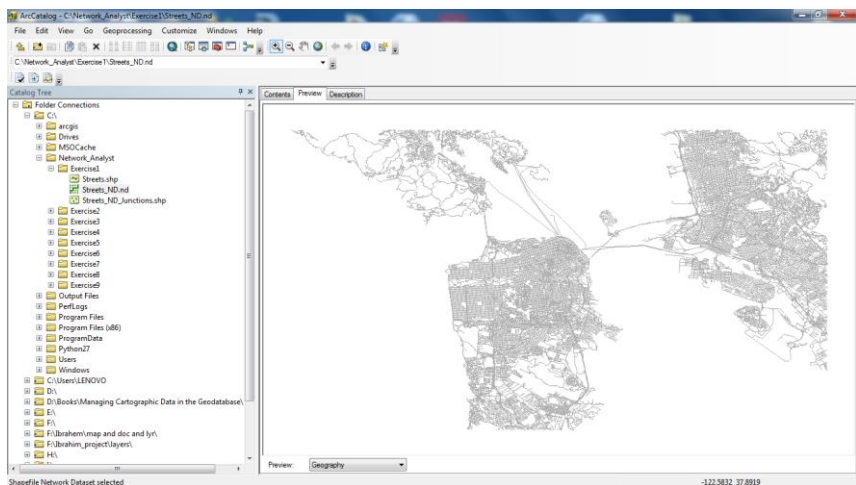 ArcCatalog - C:\Network_Analyst\Exercise1\Streets_ND.nd
File Edit View Go Geoprocessing Customize Windows Help
C:\Network_Analyst\Exercise1\Streets_ND.nd
Catalog Tree
Folder Connections
C:\
arcgis
Drives
MSOCache
Network_Analyst
Exercise1
Streets.shp
Streets_ND.nd
Streets_ND_Junctions.shp
Exercise2
Exercise3
Exercise4
Exercise5
Exercise6
Exercise7
Exercise8
Exercise9
Output Files
PerfLogs
Program Files
Program Files (x86)
ProgramData
Python27
Users
Windows
C:\Users\LENOVO
D:\
D:\Books\Managing Cartographic Data in the Geodatabase\
E:\
F:\
F:\Ibrahem\map and doc and lyr\
F:\Ibrahim_project\layers\
H:\
Contents Preview Description
Preview: Geography
Shapefile Network Dataset selected
-122.5832 37.8919